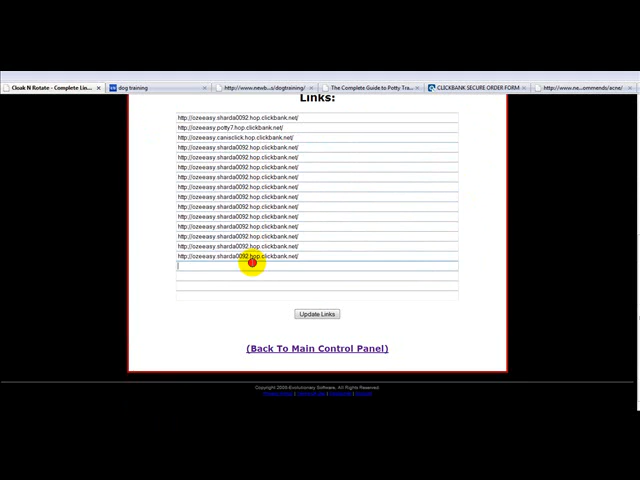 Cloak N Rotate - Complete Lin...
dog training
http://www.newb...s/dogtraining/
The Complete Guide to Potty Tra...
CLICKBANK SECURE ORDER FORM
http://www.ne...ommends/acne/
Links:
http://ozeeasy.sharda0092.hop.clickbank.net/
http://ozeeasy.potty7.hop.clickbank.net/
http://ozeeasy.canisclick.hop.clickbank.net/
http://ozeeasy.sharda0092.hop.clickbank.net/
http://ozeeasy.sharda0092.hop.clickbank.net/
http://ozeeasy.sharda0092.hop.clickbank.net/
http://ozeeasy.sharda0092.hop.clickbank.net/
http://ozeeasy.sharda0092.hop.clickbank.net/
http://ozeeasy.sharda0092.hop.clickbank.net/
http://ozeeasy.sharda0092.hop.clickbank.net/
http://ozeeasy.sharda0092.hop.clickbank.net/
http://ozeeasy.sharda0092.hop.clickbank.net/
http://ozeeasy.sharda0092.hop.clickbank.net/
http://ozeeasy.sharda0092.hop.clickbank.net/
http://ozeeasy.sharda0092.hop.clickbank.net/
Update Links
(Back To Main Control Panel)
Copyright 2009 Evolutionary Software. All Rights Reserved.